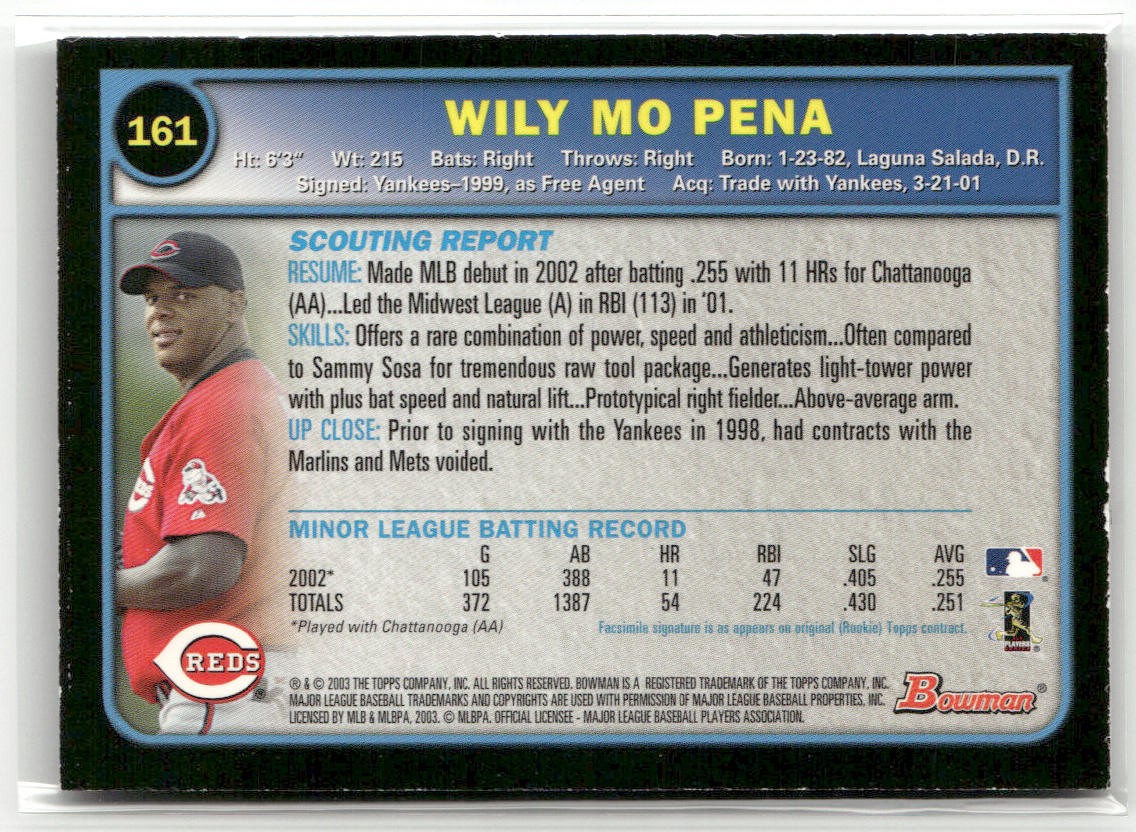 161
WILY MO PENA
Ht: 6'3" Wt: 215 Bats: Right Throws: Right Born: 1-23-82, Laguna Salada, D.R.
Signed: Yankees–1999, as Free Agent Acq: Trade with Yankees, 3-21-01
SCOUTING REPORT
RESUME: Made MLB debut in 2002 after batting .255 with 11 HRs for Chattanooga
(AA)...Led the Midwest League (A) in RBI (113) in '01.
SKILLS: Offers a rare combination of power, speed and athleticism...Often compared
to Sammy Sosa for tremendous raw tool package...Generates light-tower power
with plus bat speed and natural lift...Prototypical right fielder...Above-average arm.
UP CLOSE: Prior to signing with the Yankees in 1998, had contracts with the
Marlins and Mets voided.
MINOR LEAGUE BATTING RECORD
G AB HR RBI SLG AVG
2002* 105 388 11 47 .405 .255
TOTALS 372 1387 54 224 .430 .251
*Played with Chattanooga (AA) Facsimile signature is as appears on original (Rookie) Topps contract.
PLAYERS
REDS
® & © 2003 THE TOPPS COMPANY, INC. ALL RIGHTS RESERVED. BOWMAN IS A REGISTERED TRADEMARK OF THE TOPPS COMPANY, INC.
MAJOR LEAGUE BASEBALL TRADEMARKS AND COPYRIGHTS ARE USED WITH PERMISSION OF MAJOR LEAGUE BASEBALL PROPERTIES, INC.
LICENSED BY MLB & MLBPA, 2003. © MLBPA. OFFICIAL LICENSEE - MAJOR LEAGUE BASEBALL PLAYERS ASSOCIATION.
Bowman®